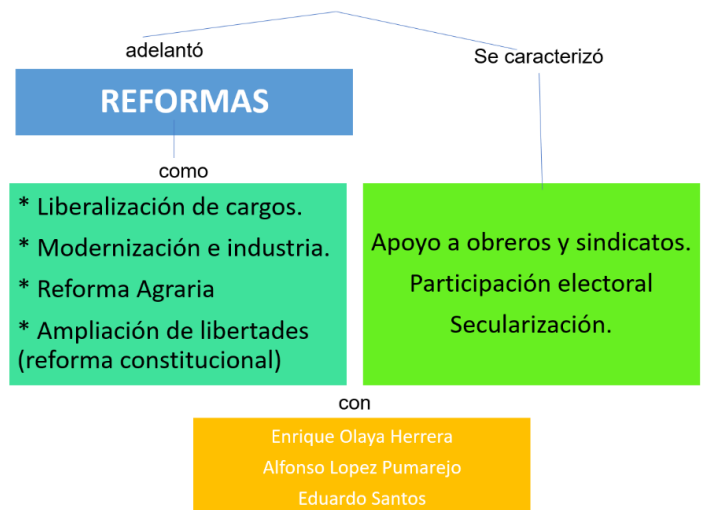 adelantó
Se caracterizó
REFORMAS
como
* Liberalización de cargos.
* Modernización e industria.
* Reforma Agraria
* Ampliación de libertades
(reforma constitucional)
Apoyo a obreros y sindicatos.
Participación electoral
Secularización.
con
Enrique Olaya Herrera
Alfonso Lopez Pumarejo
Eduardo Santos